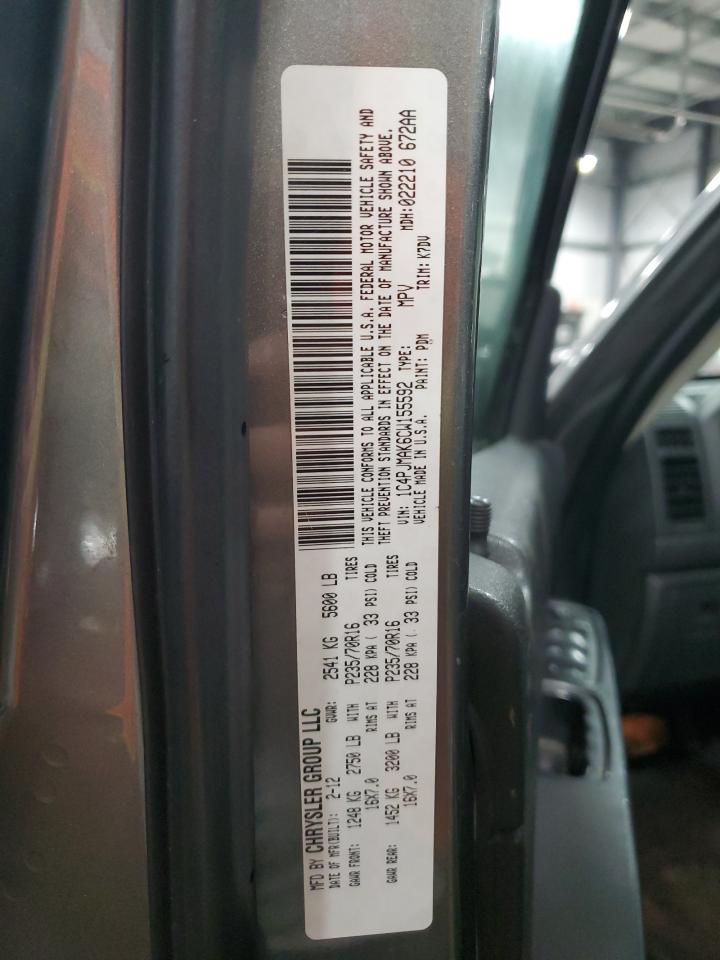 MFD BY CHRYSLER GROUP LLC
DATE OF MFR(BUILT): 2-12 GVWR: 2541 KG 5600 LB
GAWR FRONT: 1248 KG 2750 LB WITH P235/70R16 TIRES
16X7.0 RIMS AT 228 KPA ( 33 PSI) COLD
GAWR REAR: 1452 KG 3200 LB WITH P235/70R16 TIRES
16X7.0 RIMS AT 228 KPA ( 33 PSI) COLD
THIS VEHICLE CONFORMS TO ALL APPLICABLE U.S.A. FEDERAL MOTOR VEHICLE SAFETY AND
THEFT PREVENTION STANDARDS IN EFFECT ON THE DATE OF MANUFACTURE SHOWN ABOVE.
VIN: 1C4PJMAK6CW155592 TYPE: MPV MDH:022210 672AA
VEHICLE MADE IN U.S.A. PAINT: PDM TRIM: K7DV